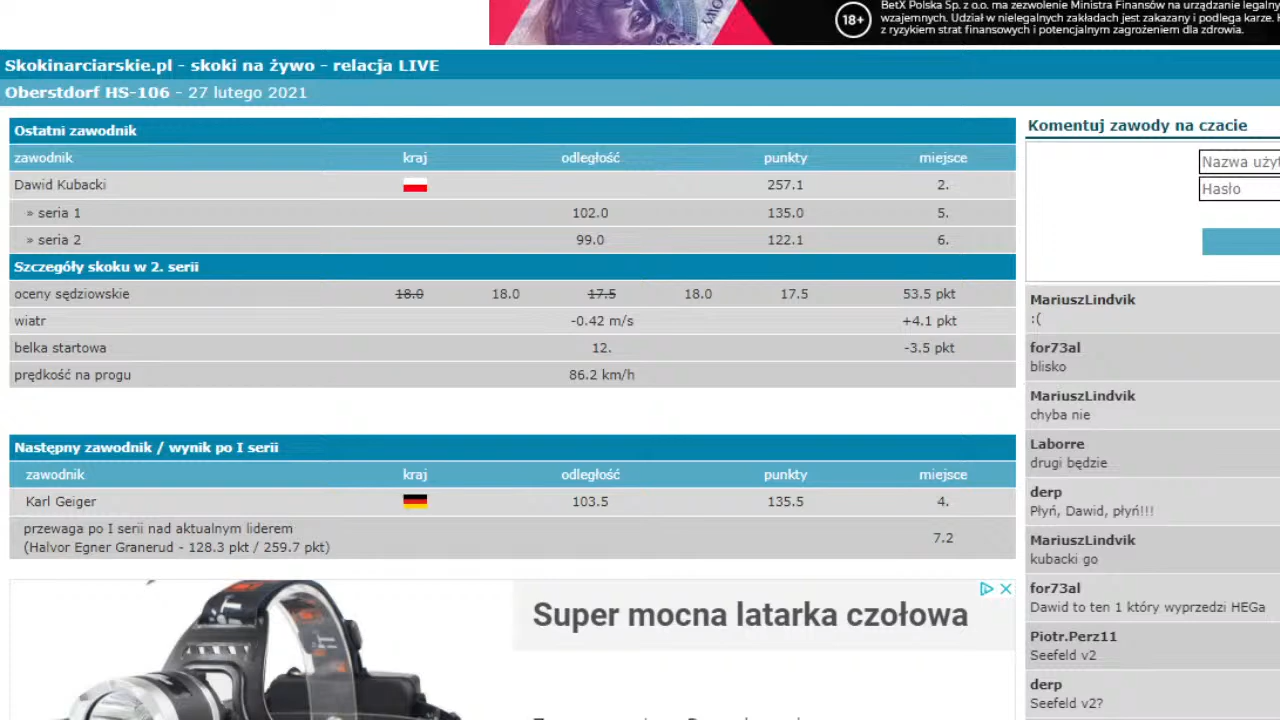 BetX Polska Sp. z o.o. ma zezwolenie Ministra Finansów na urządzanie
wzajemnych. Udział w nielegalnych zakładach jest zakazany i podlega karze.
18+
z ryzykiem strat finansowych i potencjalnym zagrożeniem dla zdrowia.
Skokinarciarskie.pl - skoki na żywo - relacja LIVE
Oberstdorf HS-106 - 27 lutego 2021
Ostatni zawodnik
zawodnik kraj odległość punkty miejsce
Dawid Kubacki 257.1 2.
» seria 1 102.0 135.0 5.
» seria 2 99.0 122.1 6.
Szczegóły skoku w 2. serii
oceny sędziowskie 18.0 18.0 17.5 18.0 17.5 53.5 pkt
wiatr -0.42 m/s +4.1 pkt
belka startowa 12. -3.5 pkt
prędkość na progu 86.2 km/h
Następny zawodnik / wynik po I serii
zawodnik kraj odległość punkty miejsce
Karl Geiger 103.5 135.5 4.
przewaga po I serii nad aktualnym liderem
(Halvor Egner Granerud - 128.3 pkt / 259.7 pkt) 7.2
Super mocna latarka czołowa
Komentuj zawody na czacie
Nazwa użyt
Hasło
MariuszLindvik
:(
for73al
blisko
MariuszLindvik
chyba nie
Laborre
drugi będzie
derp
Płyń, Dawid, płyń!!!
MariuszLindvik
kubacki go
for73al
Dawid to ten 1 który wyprzedzi HEGa
Piotr.Perz11
Seefeld v2
derp
Seefeld v2?